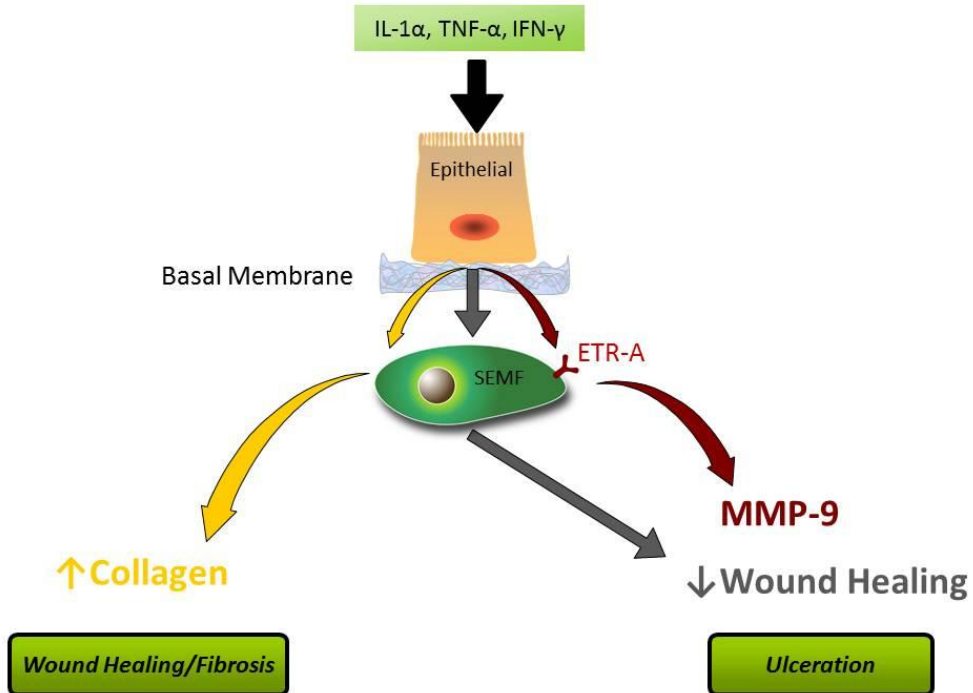 IL-1α, TNF-α, IFN-γ
Epithelial
Basal Membrane
ETR-A
SEMF
MMP-9
↑Collagen
↓Wound Healing
Wound Healing/Fibrosis
Ulceration